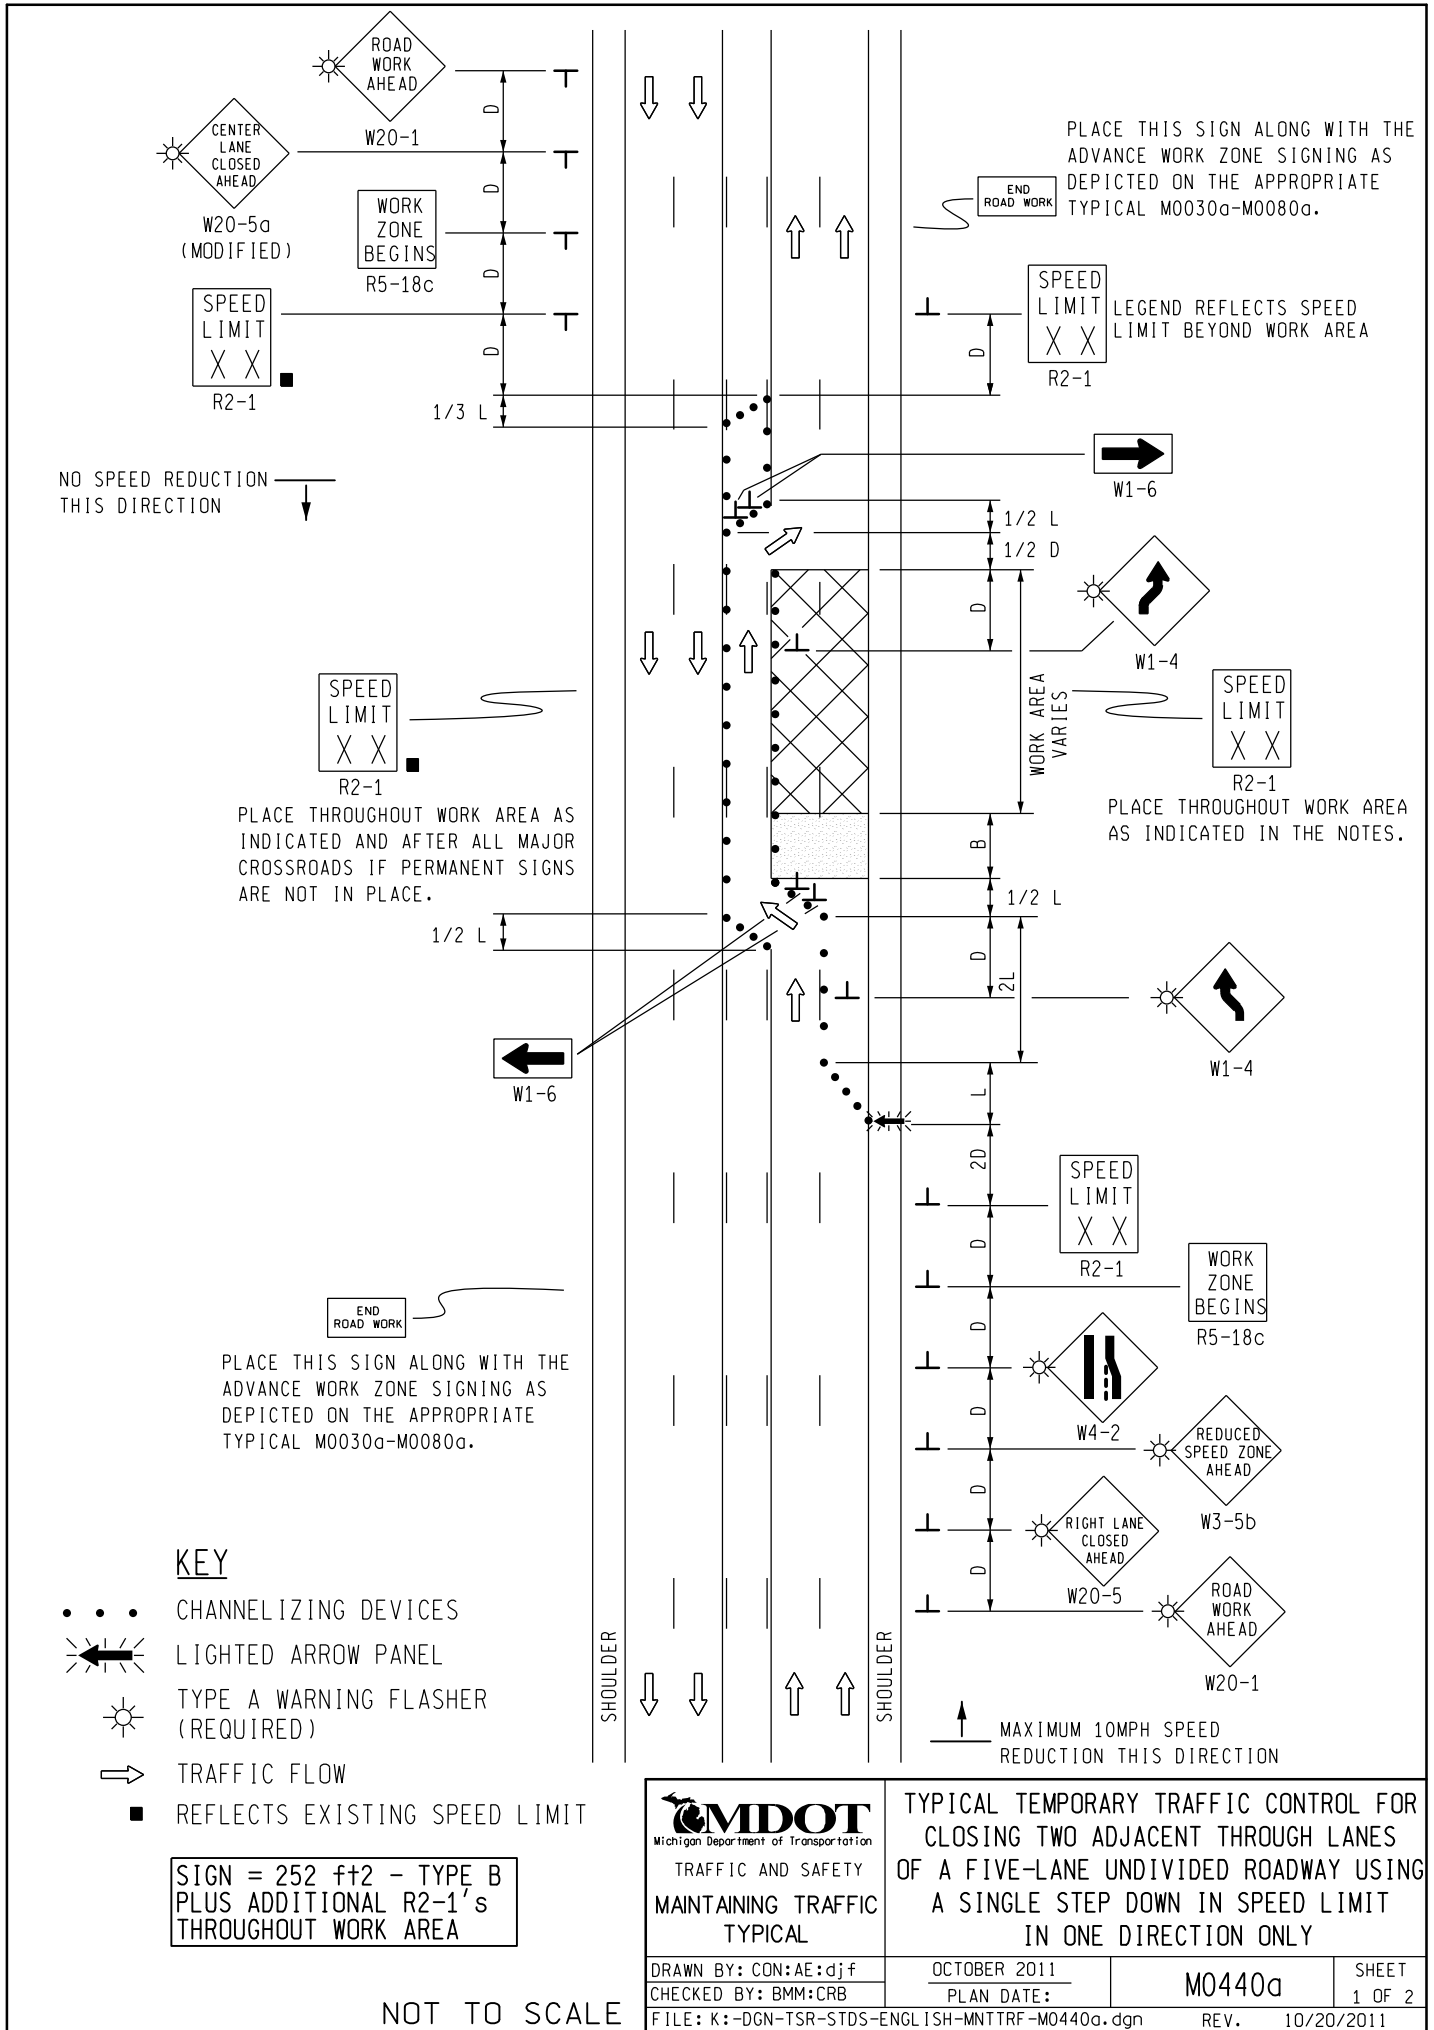 ROAD
WORK
AHEAD
W20-1
CENTER
LANE
CLOSED
AHEAD
W20-5a
(MODIFIED)
WORK
ZONE
BEGINS
R5-18c
SPEED
LIMIT
X X
R2-1
D
D
D
D
1/3 L
NO SPEED REDUCTION
THIS DIRECTION
PLACE THIS SIGN ALONG WITH THE
ADVANCE WORK ZONE SIGNING AS
DEPICTED ON THE APPROPRIATE
TYPICAL M0030a-M0080a.
END
ROAD WORK
SPEED
LIMIT
X X
R2-1
LEGEND REFLECTS SPEED
LIMIT BEYOND WORK AREA
D
W1-6
1/2 L
1/2 D
D
W1-4
WORK AREA
VARIES
SPEED
LIMIT
X X
R2-1
PLACE THROUGHOUT WORK AREA AS
INDICATED AND AFTER ALL MAJOR
CROSSROADS IF PERMANENT SIGNS
ARE NOT IN PLACE.
SPEED
LIMIT
X X
R2-1
PLACE THROUGHOUT WORK AREA
AS INDICATED IN THE NOTES.
B
1/2 L
1/2 L
D
2L
W1-4
W1-6
L
2D
SPEED
LIMIT
X X
R2-1
D
WORK
ZONE
BEGINS
R5-18c
D
W4-2
D
REDUCED
SPEED ZONE
AHEAD
W3-5b
D
RIGHT LANE
CLOSED
AHEAD
W20-5
D
ROAD
WORK
AHEAD
W20-1
END
ROAD WORK
PLACE THIS SIGN ALONG WITH THE
ADVANCE WORK ZONE SIGNING AS
DEPICTED ON THE APPROPRIATE
TYPICAL M0030a-M0080a.
SHOULDER
SHOULDER
MAXIMUM 10MPH SPEED
REDUCTION THIS DIRECTION
KEY
CHANNELIZING DEVICES
LIGHTED ARROW PANEL
TYPE A WARNING FLASHER
(REQUIRED)
TRAFFIC FLOW
REFLECTS EXISTING SPEED LIMIT
SIGN = 252 ft2 - TYPE B
PLUS ADDITIONAL R2-1's
THROUGHOUT WORK AREA
NOT TO SCALE
MDOT
Michigan Department of Transportation
TRAFFIC AND SAFETY
MAINTAINING TRAFFIC
TYPICAL
TYPICAL TEMPORARY TRAFFIC CONTROL FOR
CLOSING TWO ADJACENT THROUGH LANES
OF A FIVE-LANE UNDIVIDED ROADWAY USING
A SINGLE STEP DOWN IN SPEED LIMIT
IN ONE DIRECTION ONLY
DRAWN BY: CON:AE:djf
CHECKED BY: BMM:CRB
OCTOBER 2011
PLAN DATE:
M0440a
SHEET
1 OF 2
FILE: K:-DGN-TSR-STDS-ENGLISH-MNTTRF-M0440a.dgn
REV. 10/20/2011